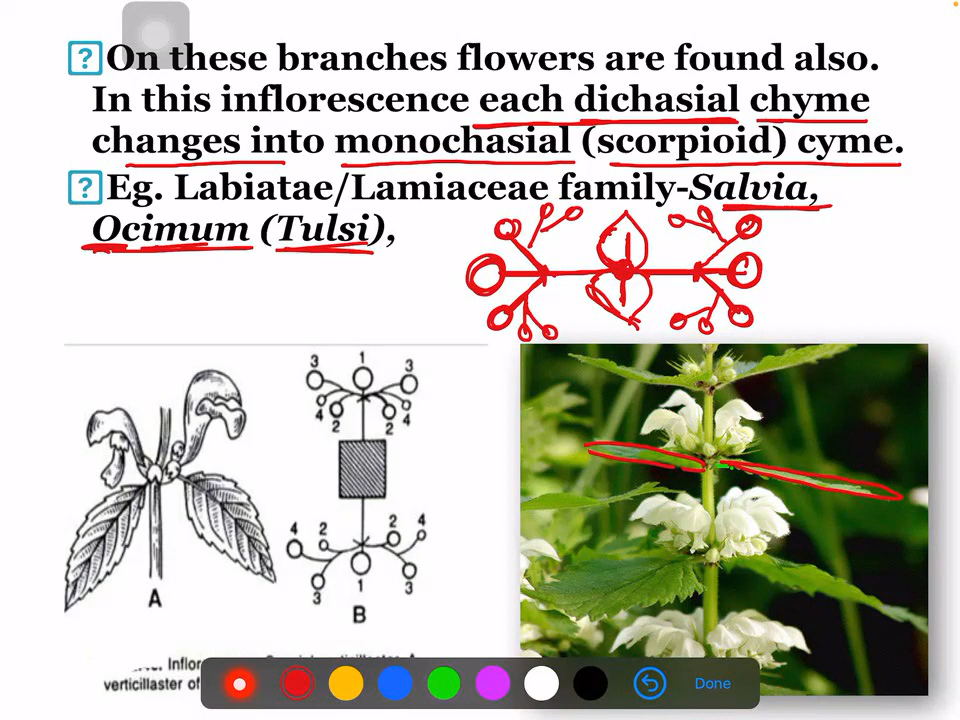 On these branches flowers are found also.
In this inflorescence each dichasial chyme
changes into monochasial (scorpioid) cyme.
Eg. Labiatae/Lamiaceae family-Salvia,
Ocimum (Tulsi),
3 1 3
4 2 2 4
4 2 2 4
3 1 3
A
B
Inflor
verticillaster of
Done